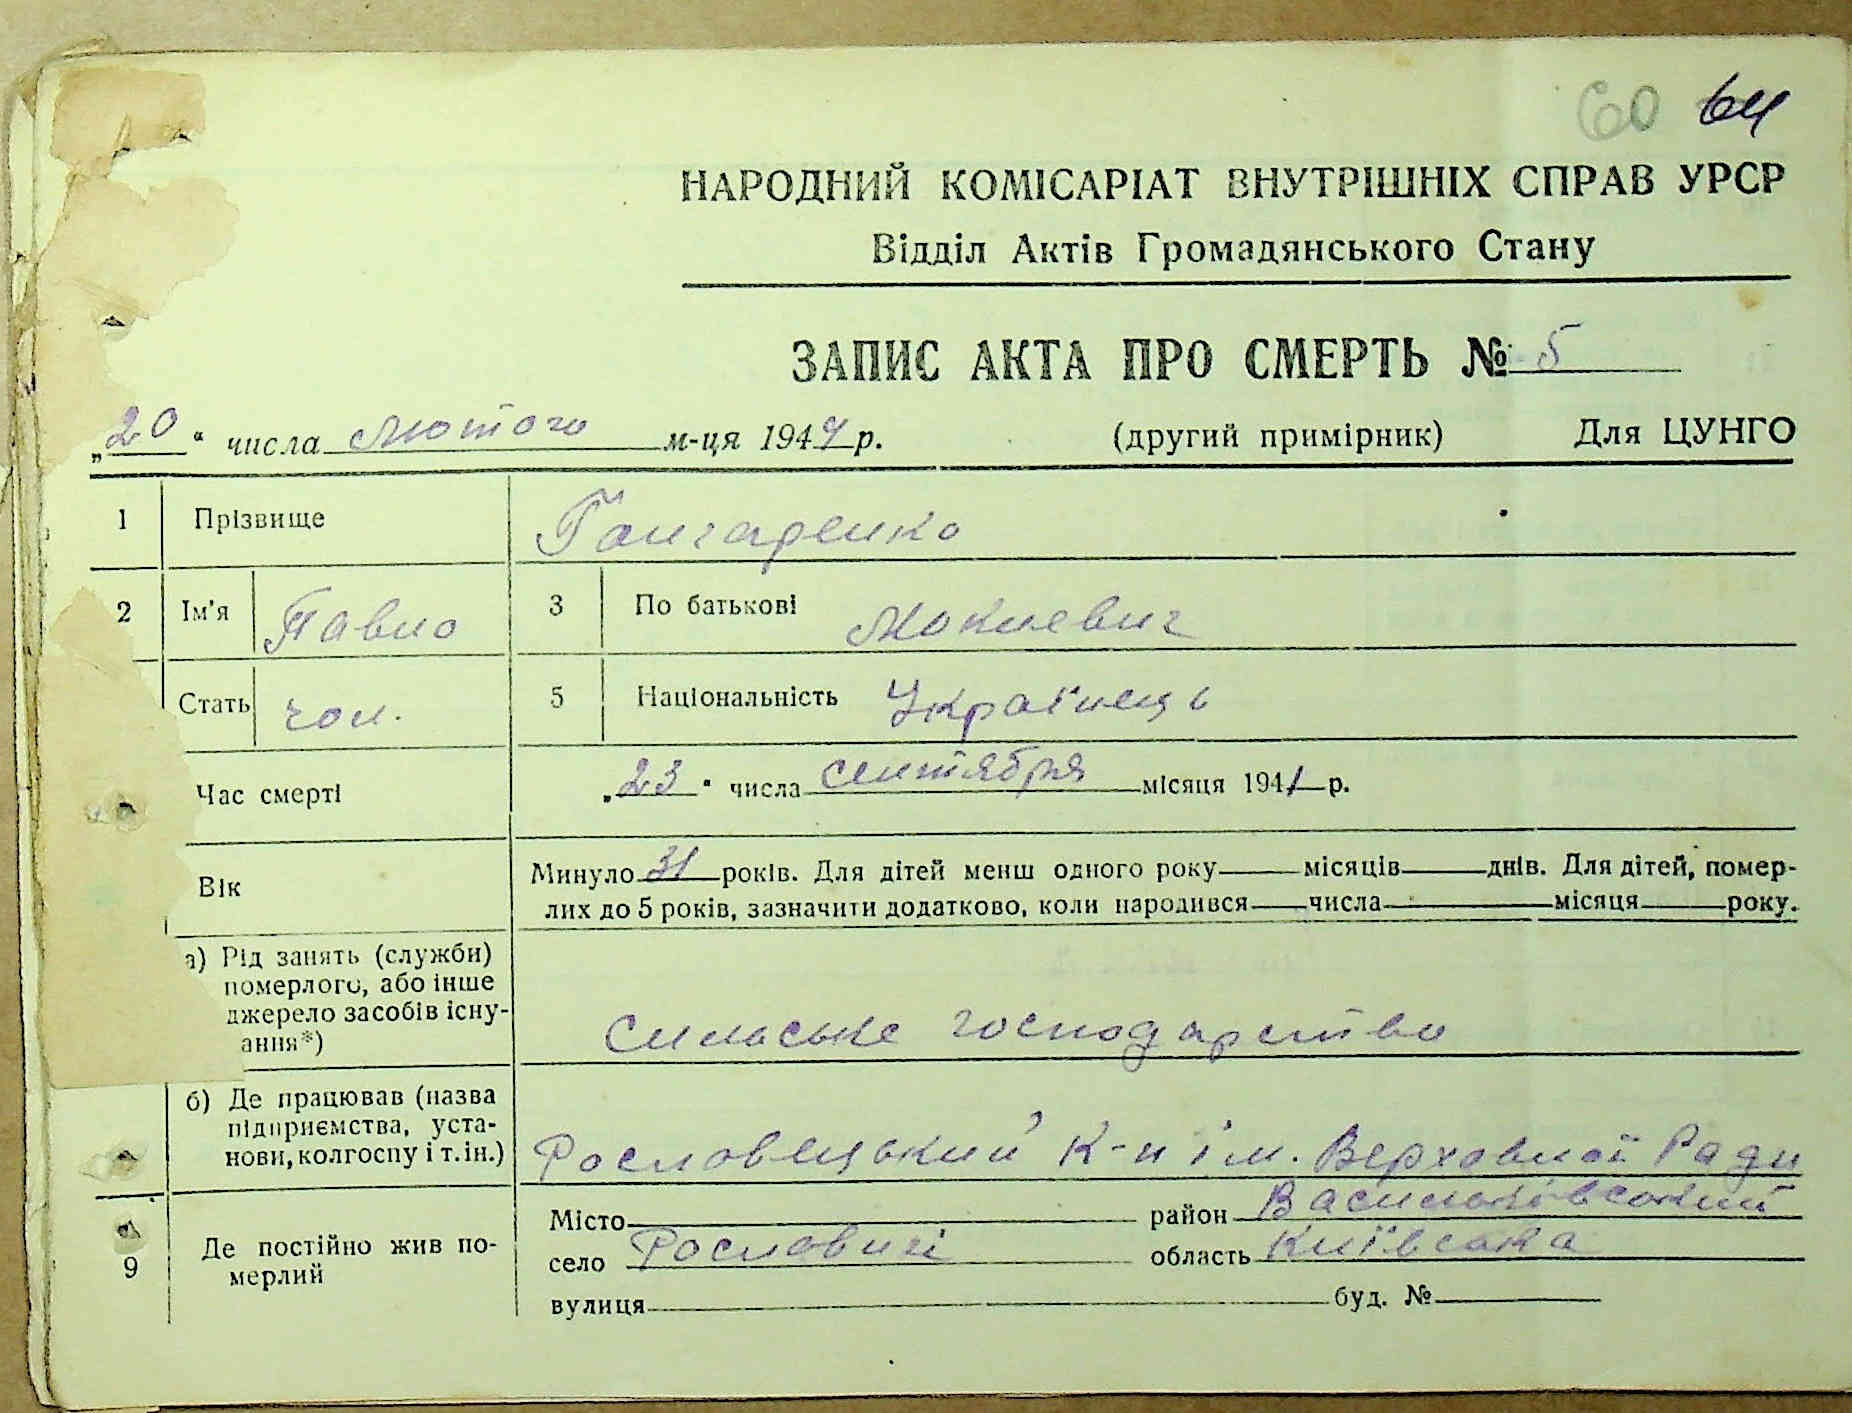 60 64
НАРОДНИЙ КОМІСАРІАТ ВНУТРІШНІХ СПРАВ УРСР
Відділ Актів Громадянського Стану
ЗАПИС АКТА ПРО СМЕРТЬ № 5
„20“ числа Лютого м-ця 1944 р. (другий примірник) Для ЦУНГО
1 Прізвище Гончаренко
2 Ім'я Павло 3 По батькові Мокиевич
Стать чол. 5 Національність Українець
Час смерті „23“ числа сентября місяця 1941 р.
Вік Минуло 31 років. Для дітей менш одного року місяців днів. Для дітей, помер-
лих до 5 років, зазначити додатково, коли народився числа місяця року.
а) Рід занять (служби)
померлого, або інше
джерело засобів існу-
ання*) Сильське господарство
б) Де працював (назва
підприємства, уста-
нови, колгоспу і т.ін.) Рословецький К-п ім. Верховної Ради
9 Де постійно жив по-
мерлий
Місто район Васильківський
село Рословичі область Київська
вулиця буд. №